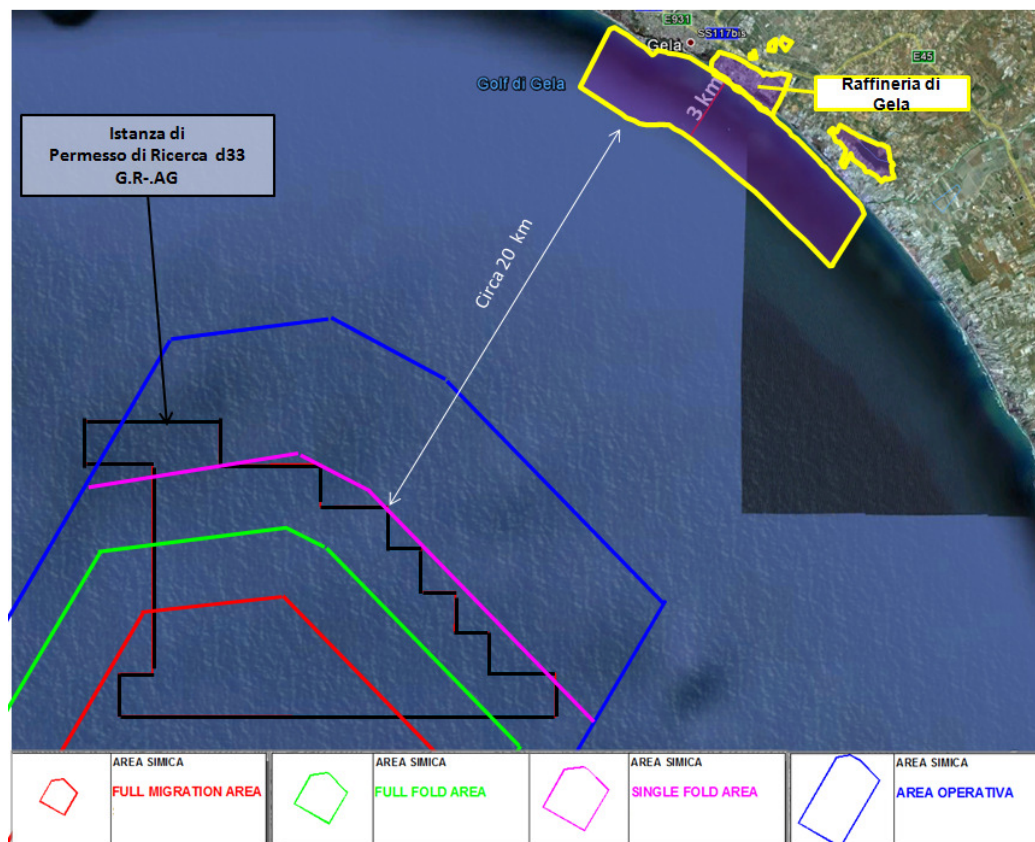 E931
SS117bis
Gela
E45
Golf di Gela
Raffineria di
Gela
3 km
Istanza di
Permesso di Ricerca d33
G.R-.AG
Circa 20 km
AREA SIMICA
FULL MIGRATION AREA
AREA SIMICA
FULL FOLD AREA
AREA SIMICA
SINGLE FOLD AREA
AREA SIMICA
AREA OPERATIVA